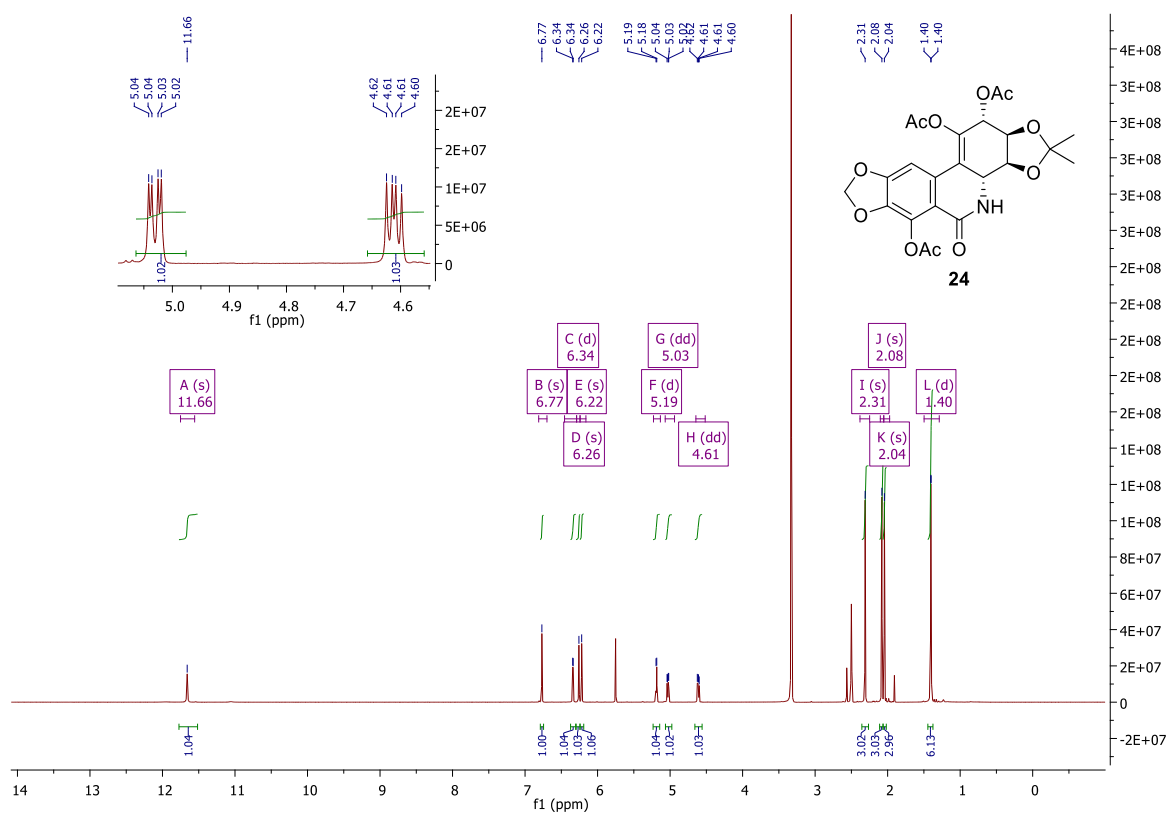 11.66
6.77
6.34
6.34
6.26
6.22
5.19
5.18
5.04
5.03
5.02
4.62
4.61
4.61
4.60
2.31
2.08
2.04
1.40
1.40
5.04
5.04
5.03
5.02
4.62
4.61
4.61
4.60
2E+07
2E+07
1E+07
5E+06
0
1.02
1.03
5.0 4.9 4.8 4.7 4.6
f1 (ppm)
OAc
AcO
O
O
O
O
NH
OAc
O
24
A (s)
11.66
B (s)
6.77
C (d)
6.34
D (s)
6.26
E (s)
6.22
F (d)
5.19
G (dd)
5.03
H (dd)
4.61
I (s)
2.31
J (s)
2.08
K (s)
2.04
L (d)
1.40
4E+08
3E+08
3E+08
3E+08
3E+08
3E+08
2E+08
2E+08
2E+08
2E+08
2E+08
1E+08
1E+08
1E+08
8E+07
6E+07
4E+07
2E+07
0
-2E+07
1.04
1.00
1.04
1.03
1.06
1.04
1.02
1.03
3.02
3.03
2.96
6.13
14 13 12 11 10 9 8 7 6 5 4 3 2 1 0
f1 (ppm)